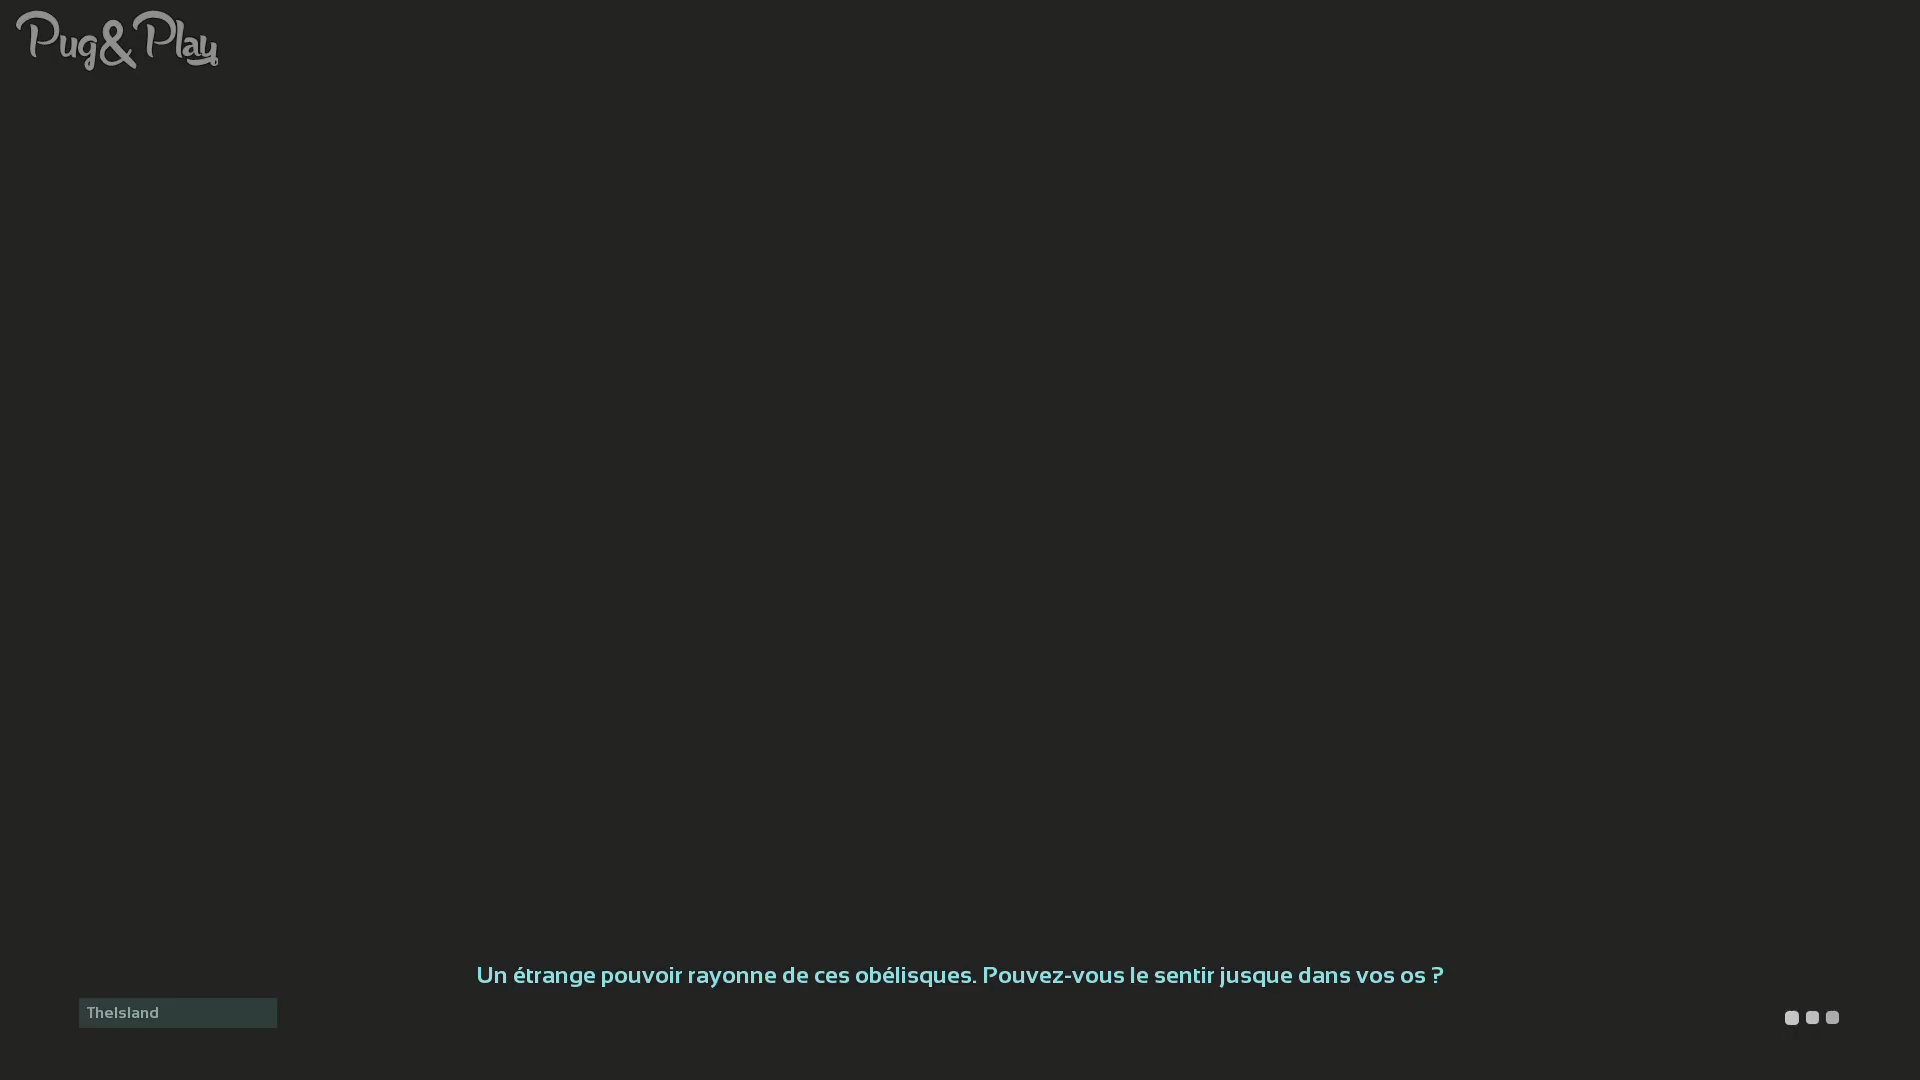 Pug&Play
Un étrange pouvoir rayonne de ces obélisques. Pouvez-vous le sentir jusque dans vos os ?
TheIsland